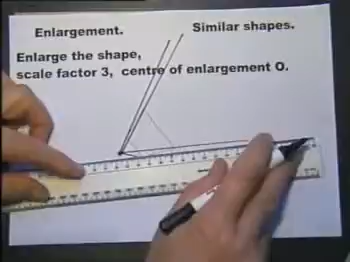 Enlargement.
Similar shapes.
Enlarge the shape,
scale factor 3, centre of enlargement O.